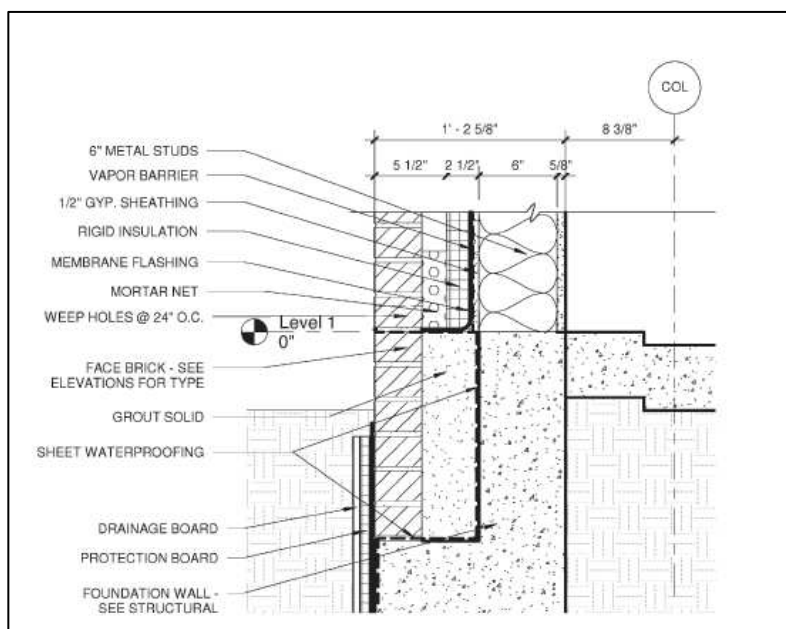 COL
1' - 2 5/8"
8 3/8"
5 1/2"
2 1/2"
6"
5/8"
6" METAL STUDS
VAPOR BARRIER
1/2" GYP. SHEATHING
RIGID INSULATION
MEMBRANE FLASHING
MORTAR NET
WEEP HOLES @ 24" O.C.
Level 1
0"
FACE BRICK - SEE
ELEVATIONS FOR TYPE
GROUT SOLID
SHEET WATERPROOFING
DRAINAGE BOARD
PROTECTION BOARD
FOUNDATION WALL -
SEE STRUCTURAL